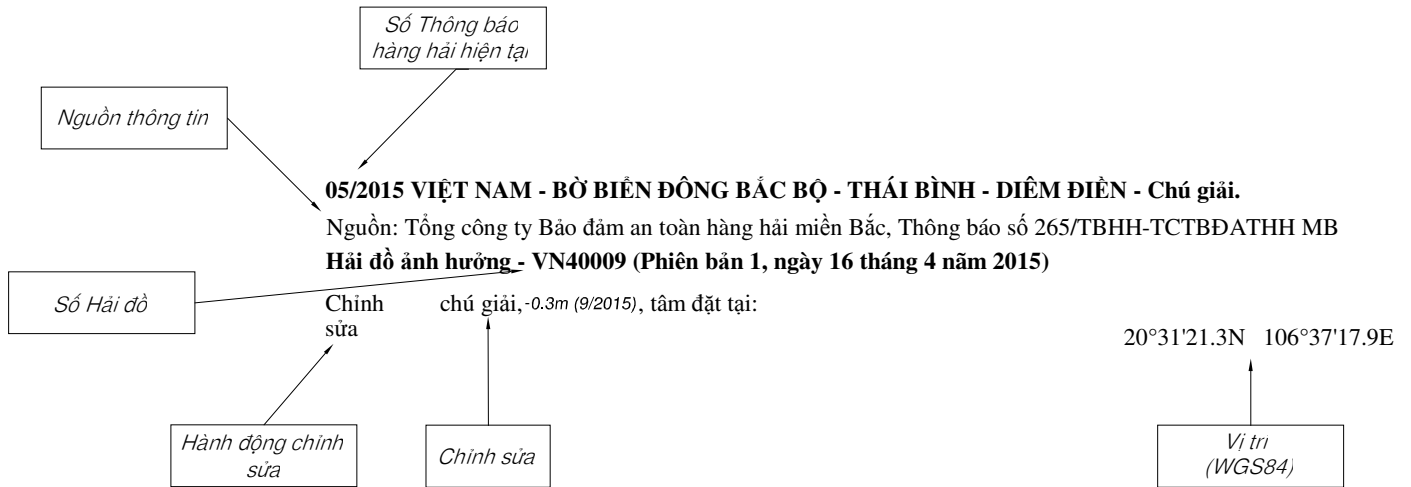 Số Thông báo
hàng hải hiện tại
Nguồn thông tin
05/2015 VIỆT NAM - BỜ BIỂN ĐÔNG BẮC BỘ - THÁI BÌNH - DIÊM ĐIỀN - Chú giải.
Nguồn: Tổng công ty Bảo đảm an toàn hàng hải miền Bắc, Thông báo số 265/TBHH-TCTBĐATHH MB
Hải đồ ảnh hưởng - VN40009 (Phiên bản 1, ngày 16 tháng 4 năm 2015)
Số Hải đồ
Chỉnh sửa chú giải, -0.3m (9/2015), tâm đặt tại:
20°31'21.3N 106°37'17.9E
Hành động chỉnh
sửa
Chỉnh sửa
Vị trí
(WGS84)